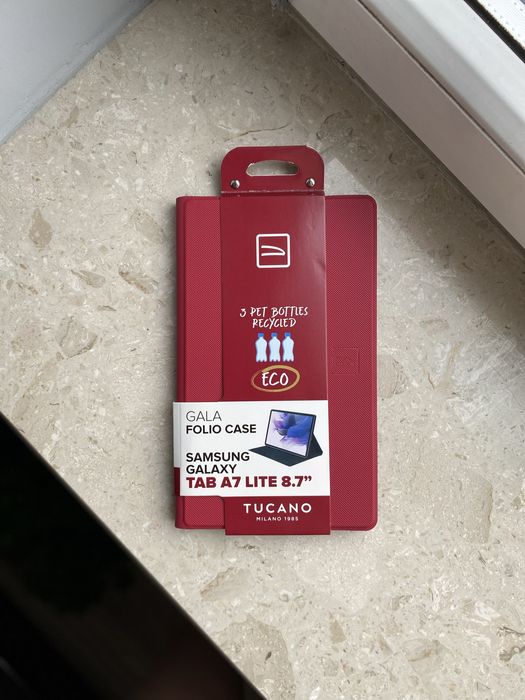 3 PET BOTTLES
RECYCLED
ECO
GALA
FOLIO CASE
SAMSUNG
GALAXY
TAB A7 LITE 8.7”
TUCANO
MILANO 1985